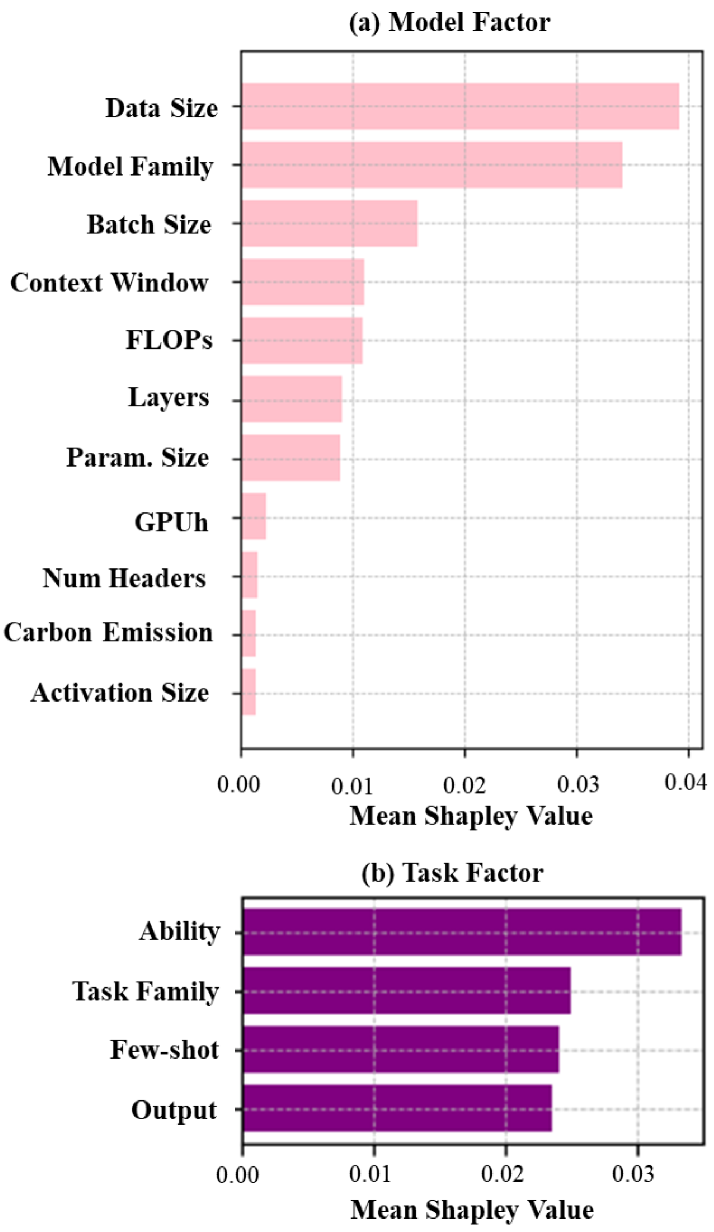 (a) Model Factor
Data Size
Model Family
Batch Size
Context Window
FLOPs
Layers
Param. Size
GPUh
Num Headers
Carbon Emission
Activation Size
0.00 0.01 0.02 0.03 0.04
Mean Shapley Value
(b) Task Factor
Ability
Task Family
Few-shot
Output
0.00 0.01 0.02 0.03
Mean Shapley Value